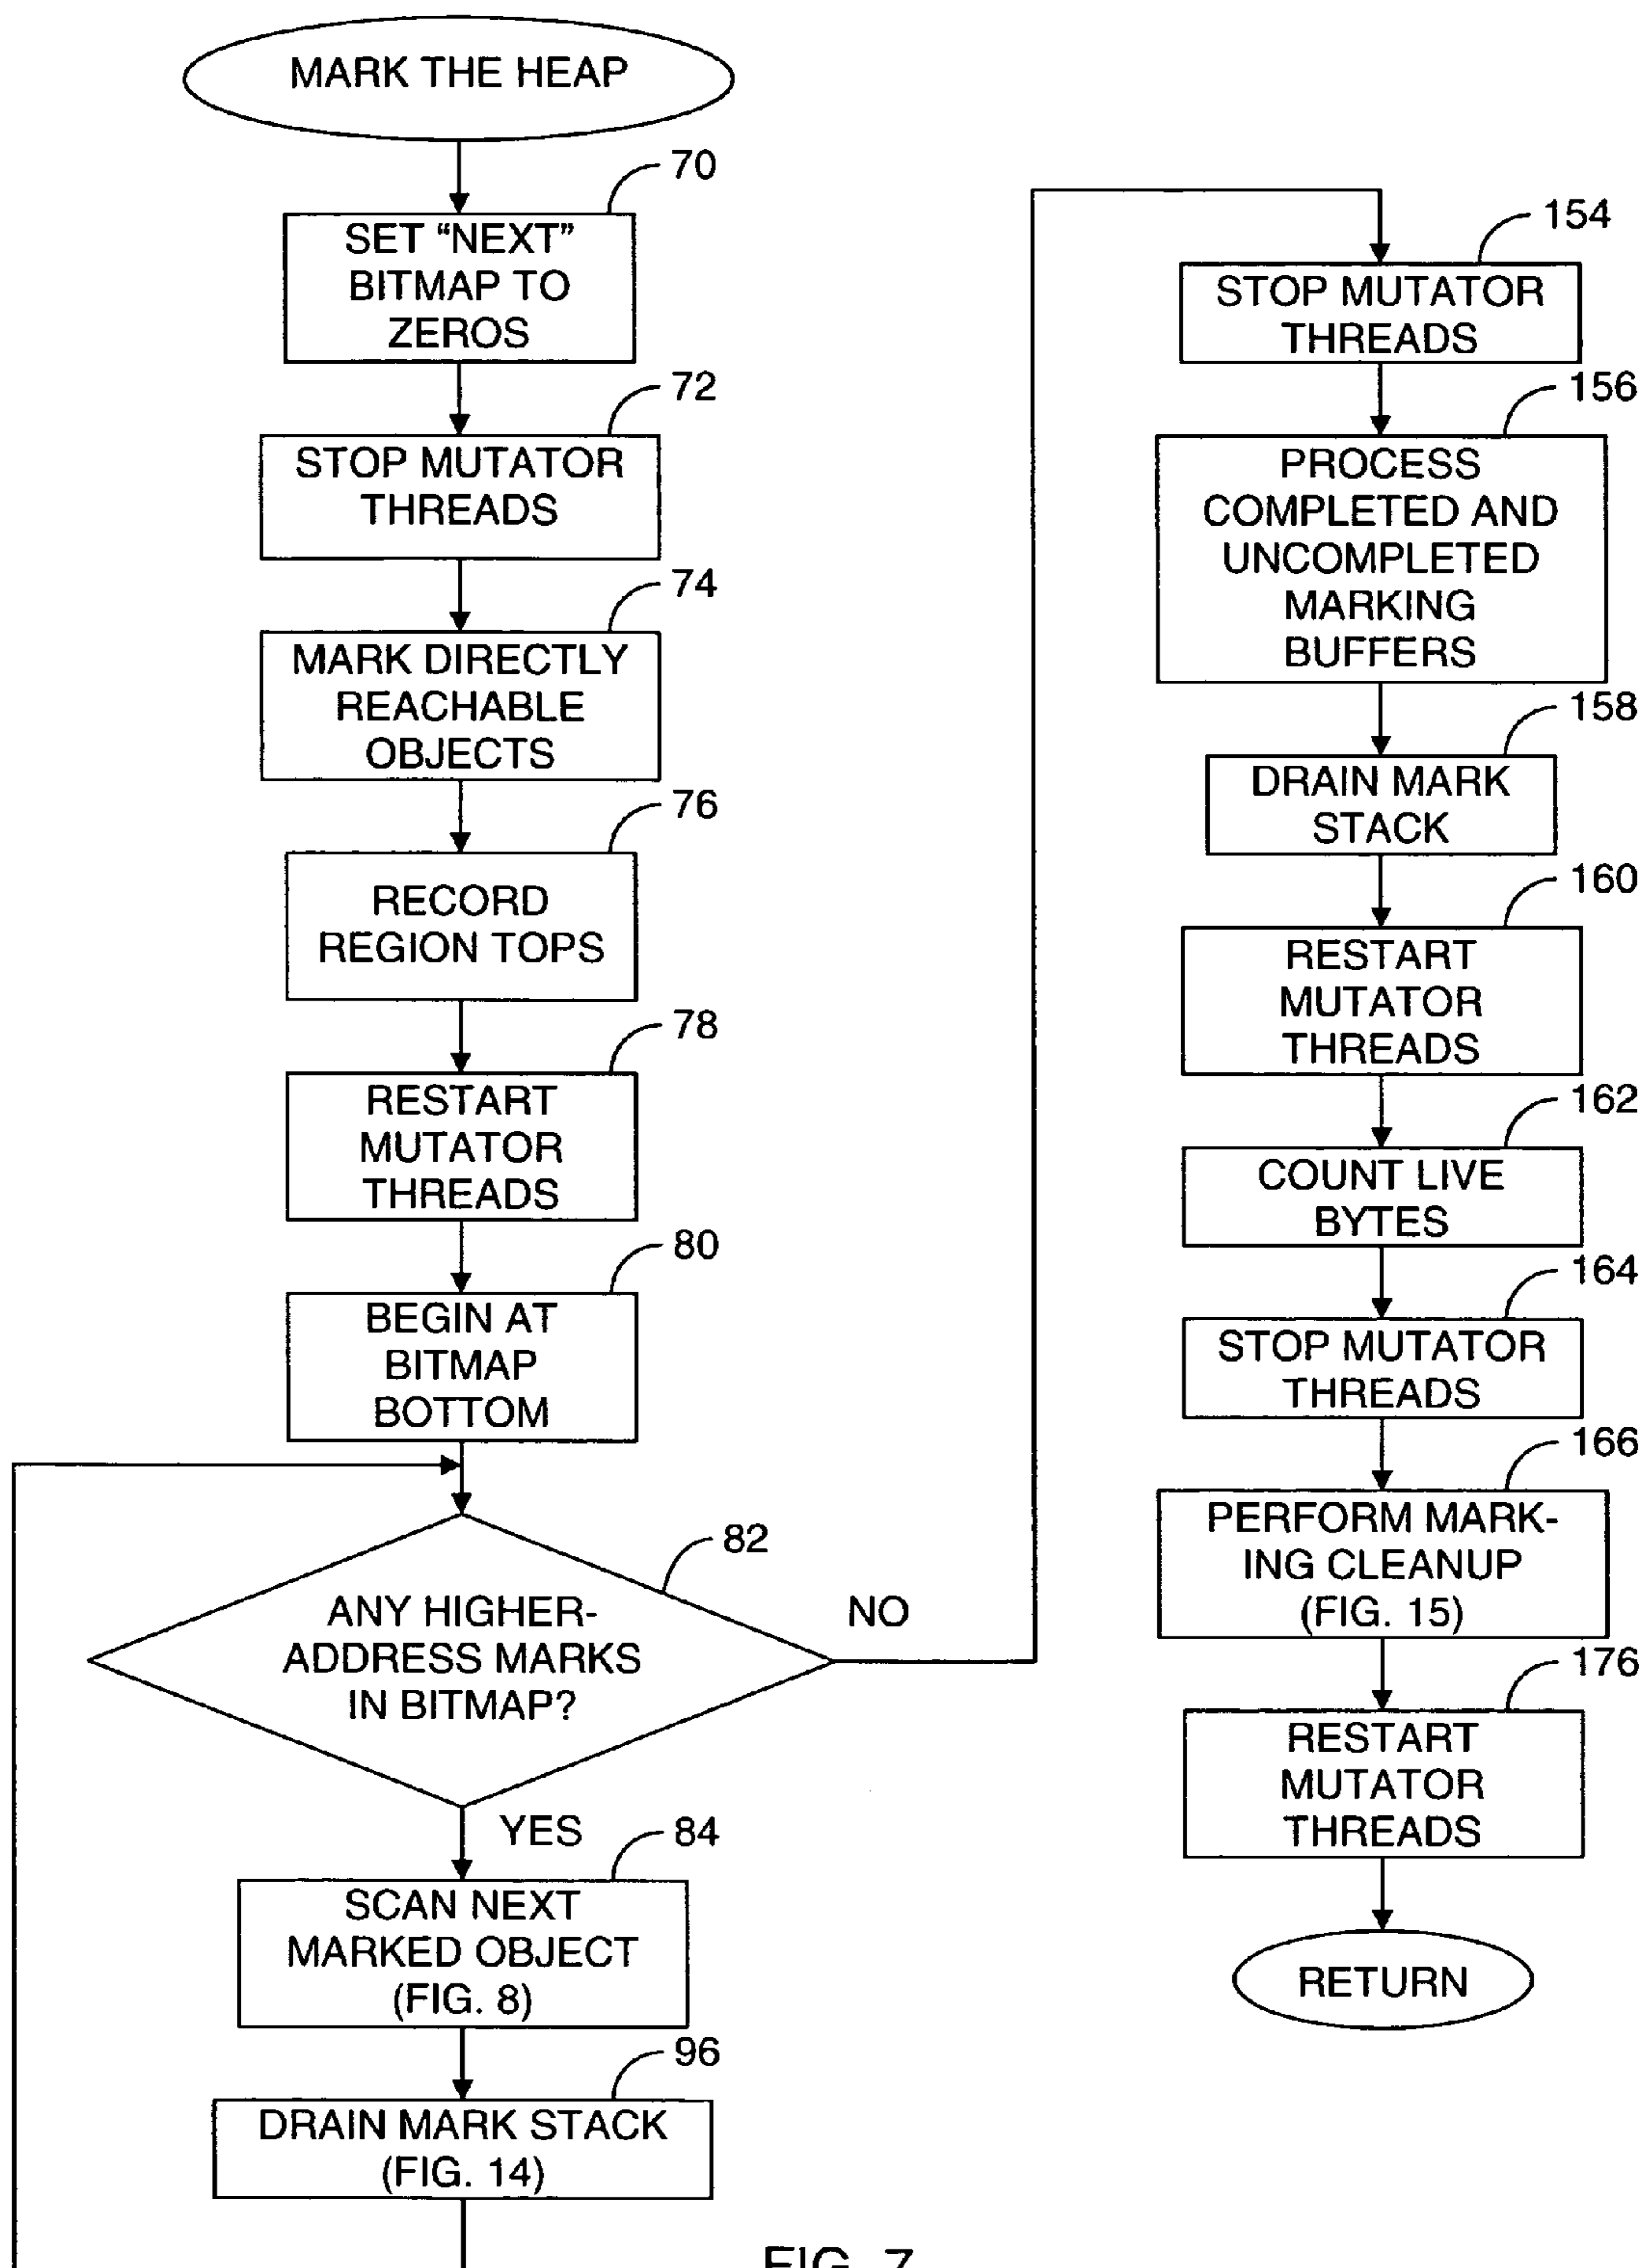 MARK THE HEAP
70
SET “NEXT”
BITMAP TO
ZEROS
72
STOP MUTATOR
THREADS
74
MARK DIRECTLY
REACHABLE
OBJECTS
76
RECORD
REGION TOPS
78
RESTART
MUTATOR
THREADS
80
BEGIN AT
BITMAP
BOTTOM
82
ANY HIGHER-
ADDRESS MARKS
IN BITMAP?
NO
YES
84
SCAN NEXT
MARKED OBJECT
(FIG. 8)
96
DRAIN MARK STACK
(FIG. 14)
154
STOP MUTATOR
THREADS
156
PROCESS
COMPLETED AND
UNCOMPLETED
MARKING
BUFFERS
158
DRAIN MARK
STACK
160
RESTART
MUTATOR
THREADS
162
COUNT LIVE
BYTES
164
STOP MUTATOR
THREADS
166
PERFORM MARK-
ING CLEANUP
(FIG. 15)
176
RESTART
MUTATOR
THREADS
RETURN
FIG. 7